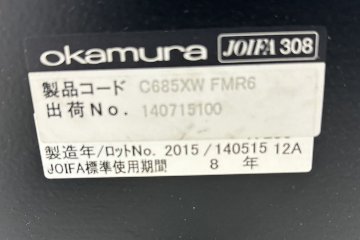 okamura JOIFA 308
製品コード C685XW FMR6
出荷No. 140715100
製造年/ロットNo. 2015/140515 12A
JOIFA標準使用期間 8 年